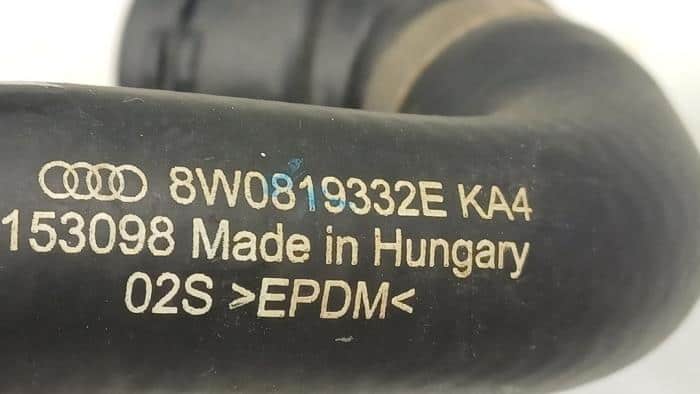 8W0819332E KA4
153098 Made in Hungary
02S >EPDM<